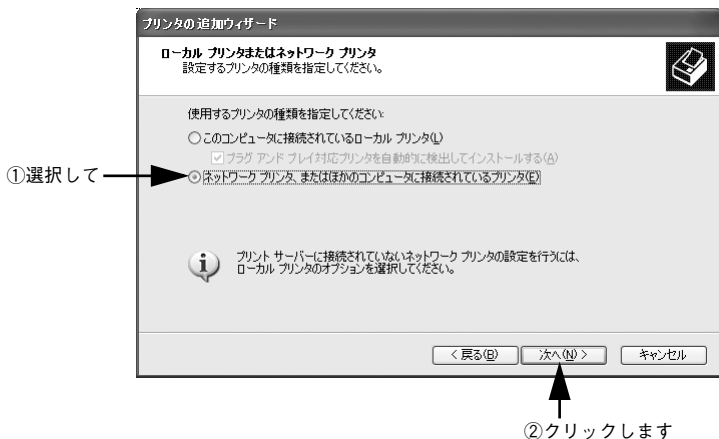 プリンタの追加ウィザード
ローカル プリンタまたはネットワーク プリンタ
設定するプリンタの種類を指定してください。
使用するプリンタの種類を指定してください:
このコンピュータに接続されているローカル プリンタ(L)
プラグ アンド プレイ対応プリンタを自動的に検出してインストールする(A)
①選択して
ネットワーク プリンタ、またはほかのコンピュータに接続されているプリンタ(E)
プリント サーバーに接続されていないネットワーク プリンタの設定を行うには、
ローカル プリンタのオプションを選択してください。
< 戻る(B) 次へ(N) > キャンセル
②クリックします